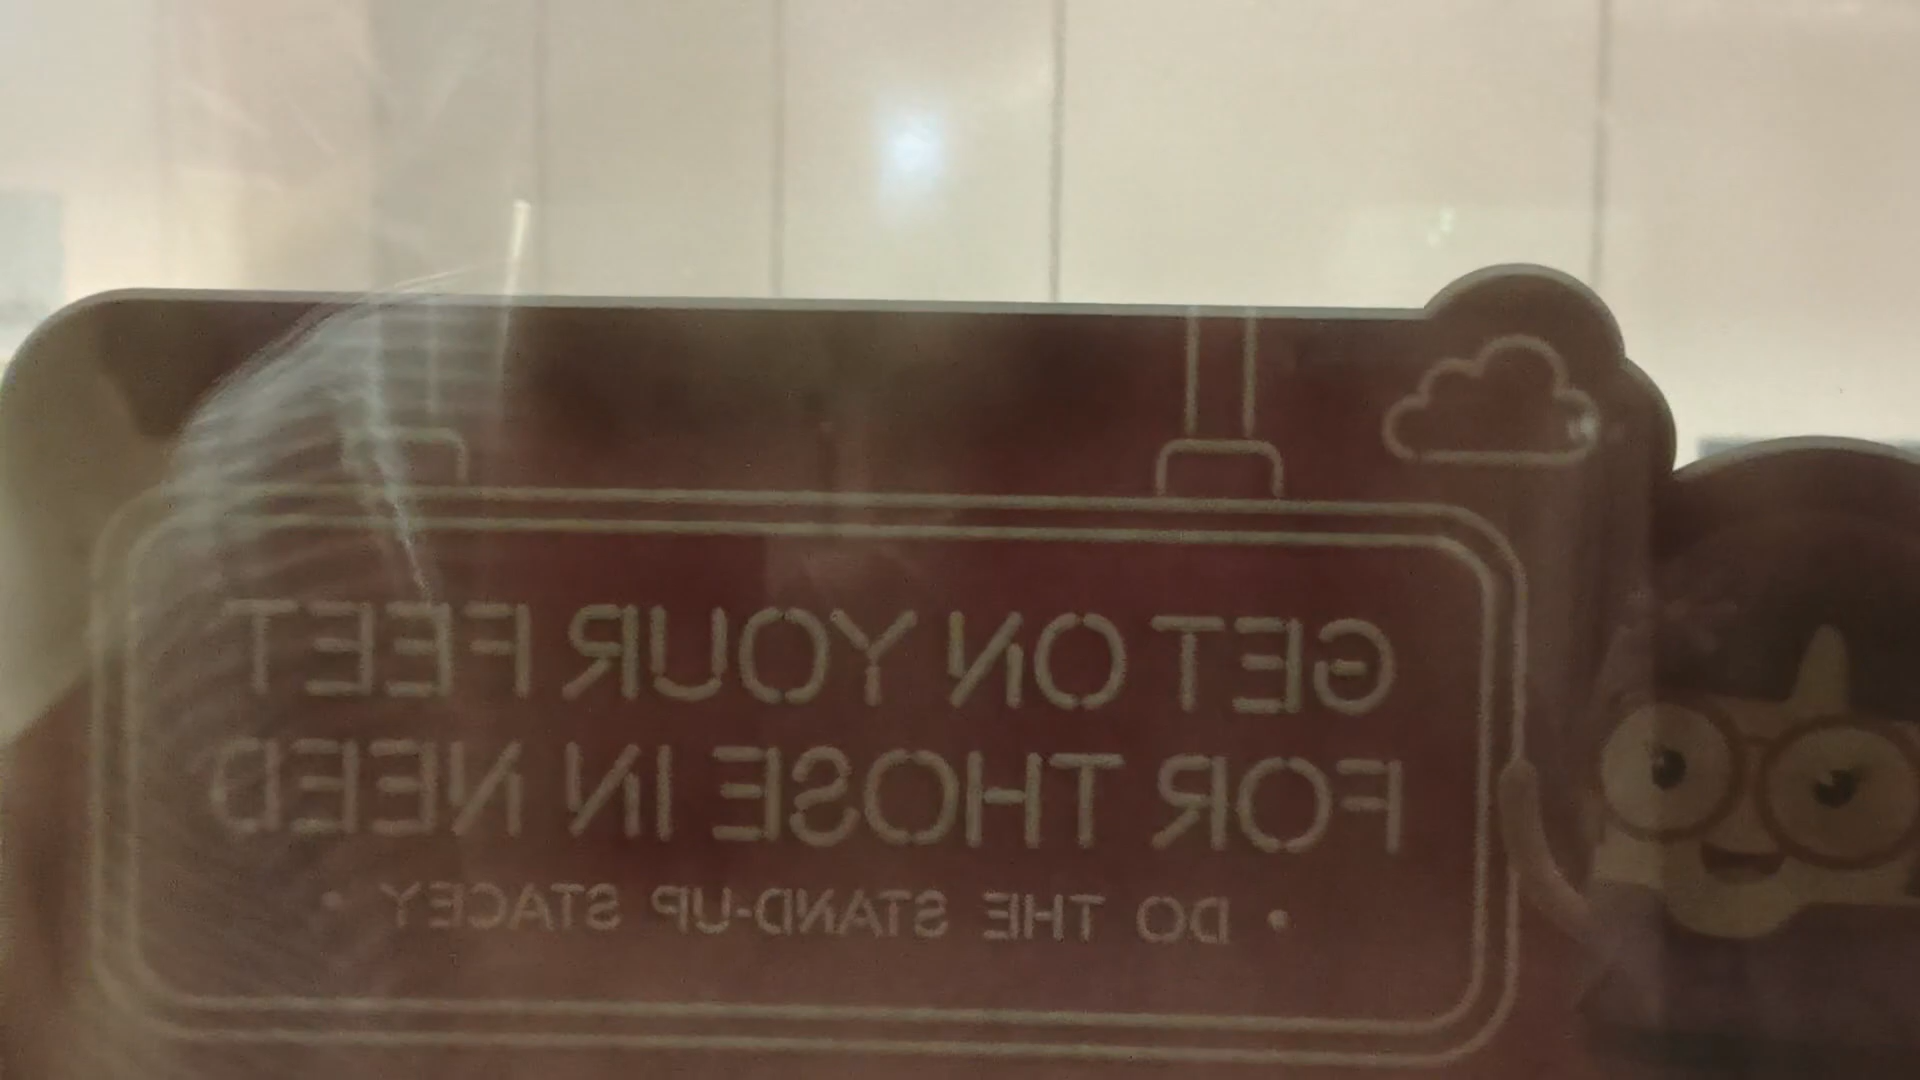 GET ON YOUR FEET
FOR THOSE IN NEED
• DO THE STAND-UP STACEY •